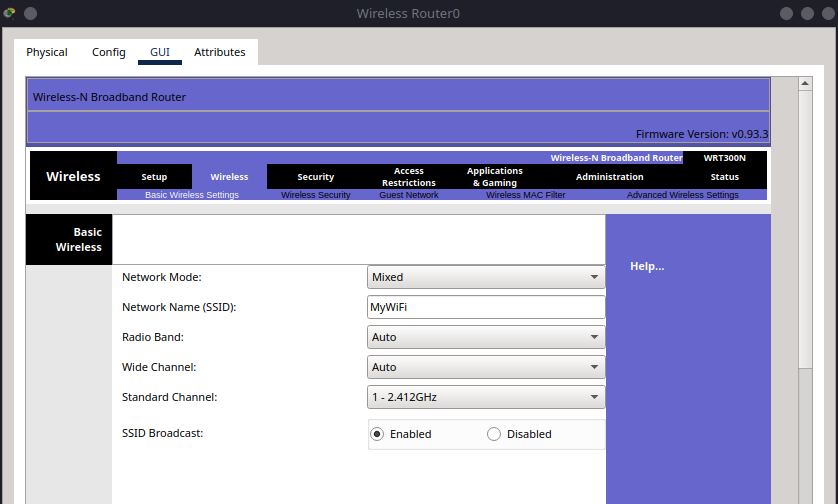 Wireless Router0
Physical Config GUI Attributes
Wireless-N Broadband Router
Firmware Version: v0.93.3
Wireless-N Broadband Router WRT300N
Wireless
Setup Wireless Security Access Restrictions Applications & Gaming Administration Status
Basic Wireless Settings Wireless Security Guest Network Wireless MAC Filter Advanced Wireless Settings
Basic
Wireless
Help...
Network Mode: Mixed
Network Name (SSID): MyWiFi
Radio Band: Auto
Wide Channel: Auto
Standard Channel: 1 - 2.412GHz
SSID Broadcast: Enabled Disabled